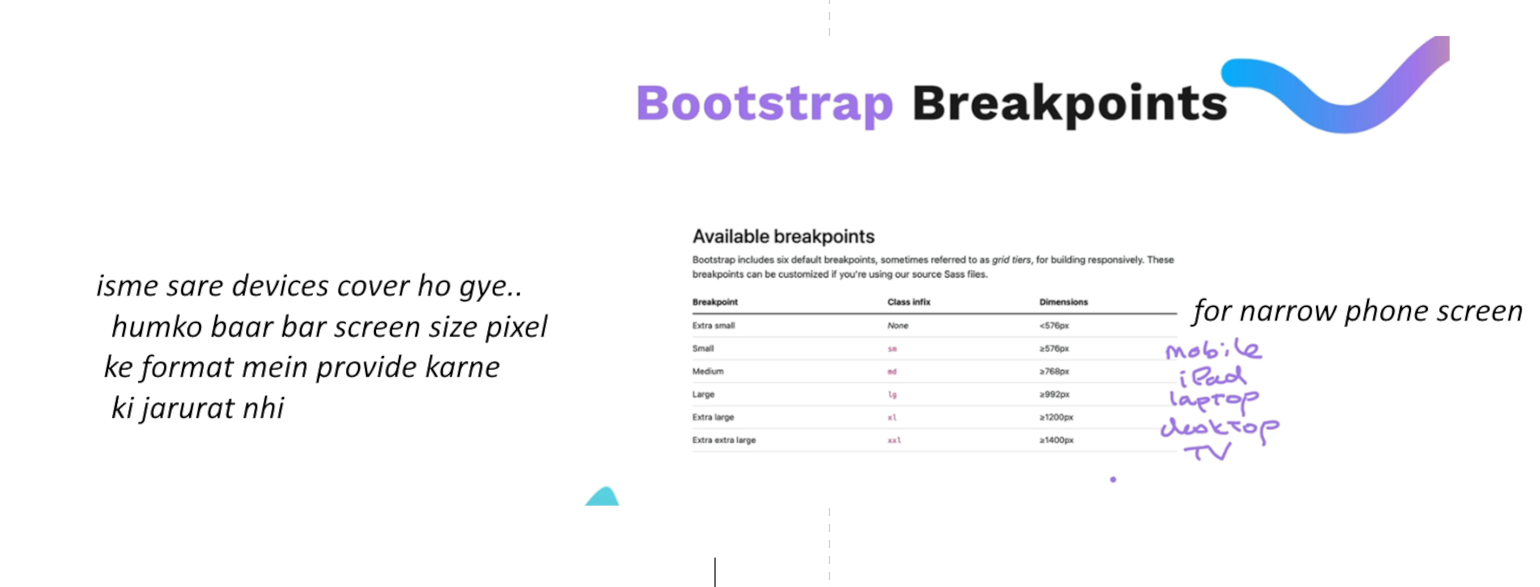 Bootstrap Breakpoints
isme sare devices cover ho gye..
humko baar bar screen size pixel
ke format mein provide karne
ki jarurat nhi
Available breakpoints
Bootstrap includes six default breakpoints, sometimes referred to as grid tiers, for building responsively. These
breakpoints can be customized if you're using our source Sass files.
Breakpoint Class infix Dimensions
Extra small None <576px for narrow phone screen
Small sm ≥576px mobile
Medium md ≥768px iPad
Large lg ≥992px laptop
Extra large xl ≥1200px desktop
Extra extra large xxl ≥1400px TV